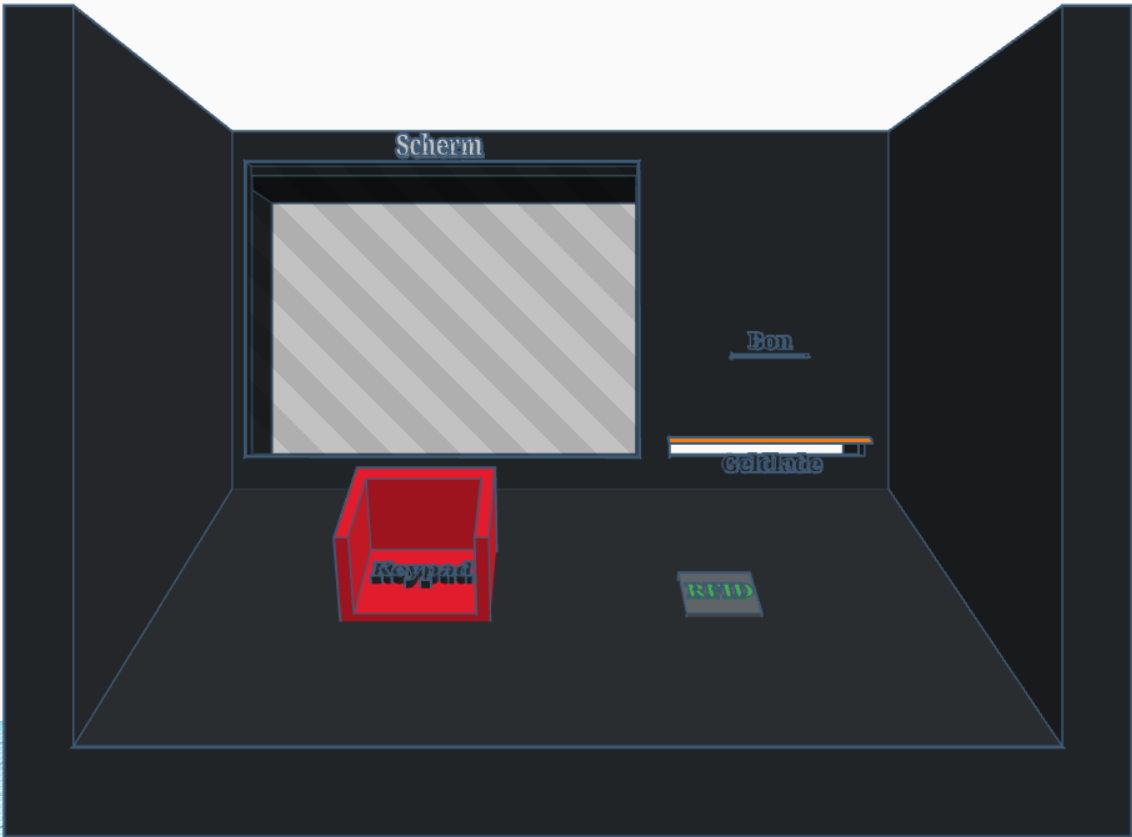 Scherm
Bon
Geldlade
Keypad
RFID